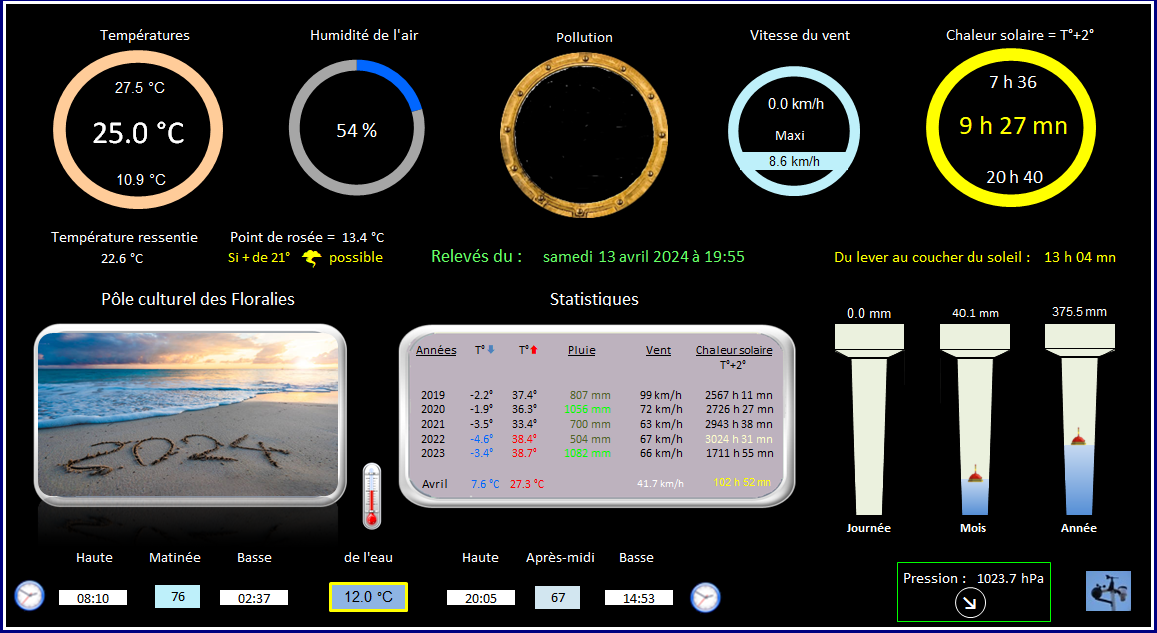 Températures
Humidité de l'air
Pollution
Vitesse du vent
Chaleur solaire = T°+2°
27.5 °C
25.0 °C
10.9 °C
54 %
0.0 km/h
Maxi
8.6 km/h
7 h 36
9 h 27 mn
20 h 40
Température ressentie
22.6 °C
Point de rosée = 13.4 °C
Si + de 21° possible
Relevés du : samedi 13 avril 2024 à 19:55
Du lever au coucher du soleil : 13 h 04 mn
Pôle culturel des Floralies
2024
Statistiques
Années T° T° Pluie Vent Chaleur solaire
T°+2°
2019 -2.2° 37.4° 807 mm 99 km/h 2567 h 11 mn
2020 -1.9° 36.3° 1056 mm 72 km/h 2726 h 27 mn
2021 -3.5° 33.4° 700 mm 63 km/h 2943 h 38 mn
2022 -4.6° 38.4° 504 mm 67 km/h 3024 h 31 mn
2023 -3.4° 38.7° 1082 mm 66 km/h 1711 h 55 mn
Avril 7.6 °C 27.3 °C 41.7 km/h 102 h 52 mn
0.0 mm
40.1 mm
375.5 mm
Journée
Mois
Année
Haute Matinée Basse
08:10 76 02:37
de l'eau
12.0 °C
Haute Après-midi Basse
20:05 67 14:53
Pression : 1023.7 hPa